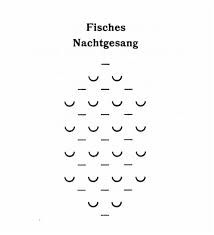 Fisches
Nachtgesang
—
◡ ◡
— — —
◡ ◡ ◡ ◡
— — —
◡ ◡ ◡ ◡
— — —
◡ ◡ ◡ ◡
— — —
◡ ◡ ◡ ◡
— — —
◡ ◡
—